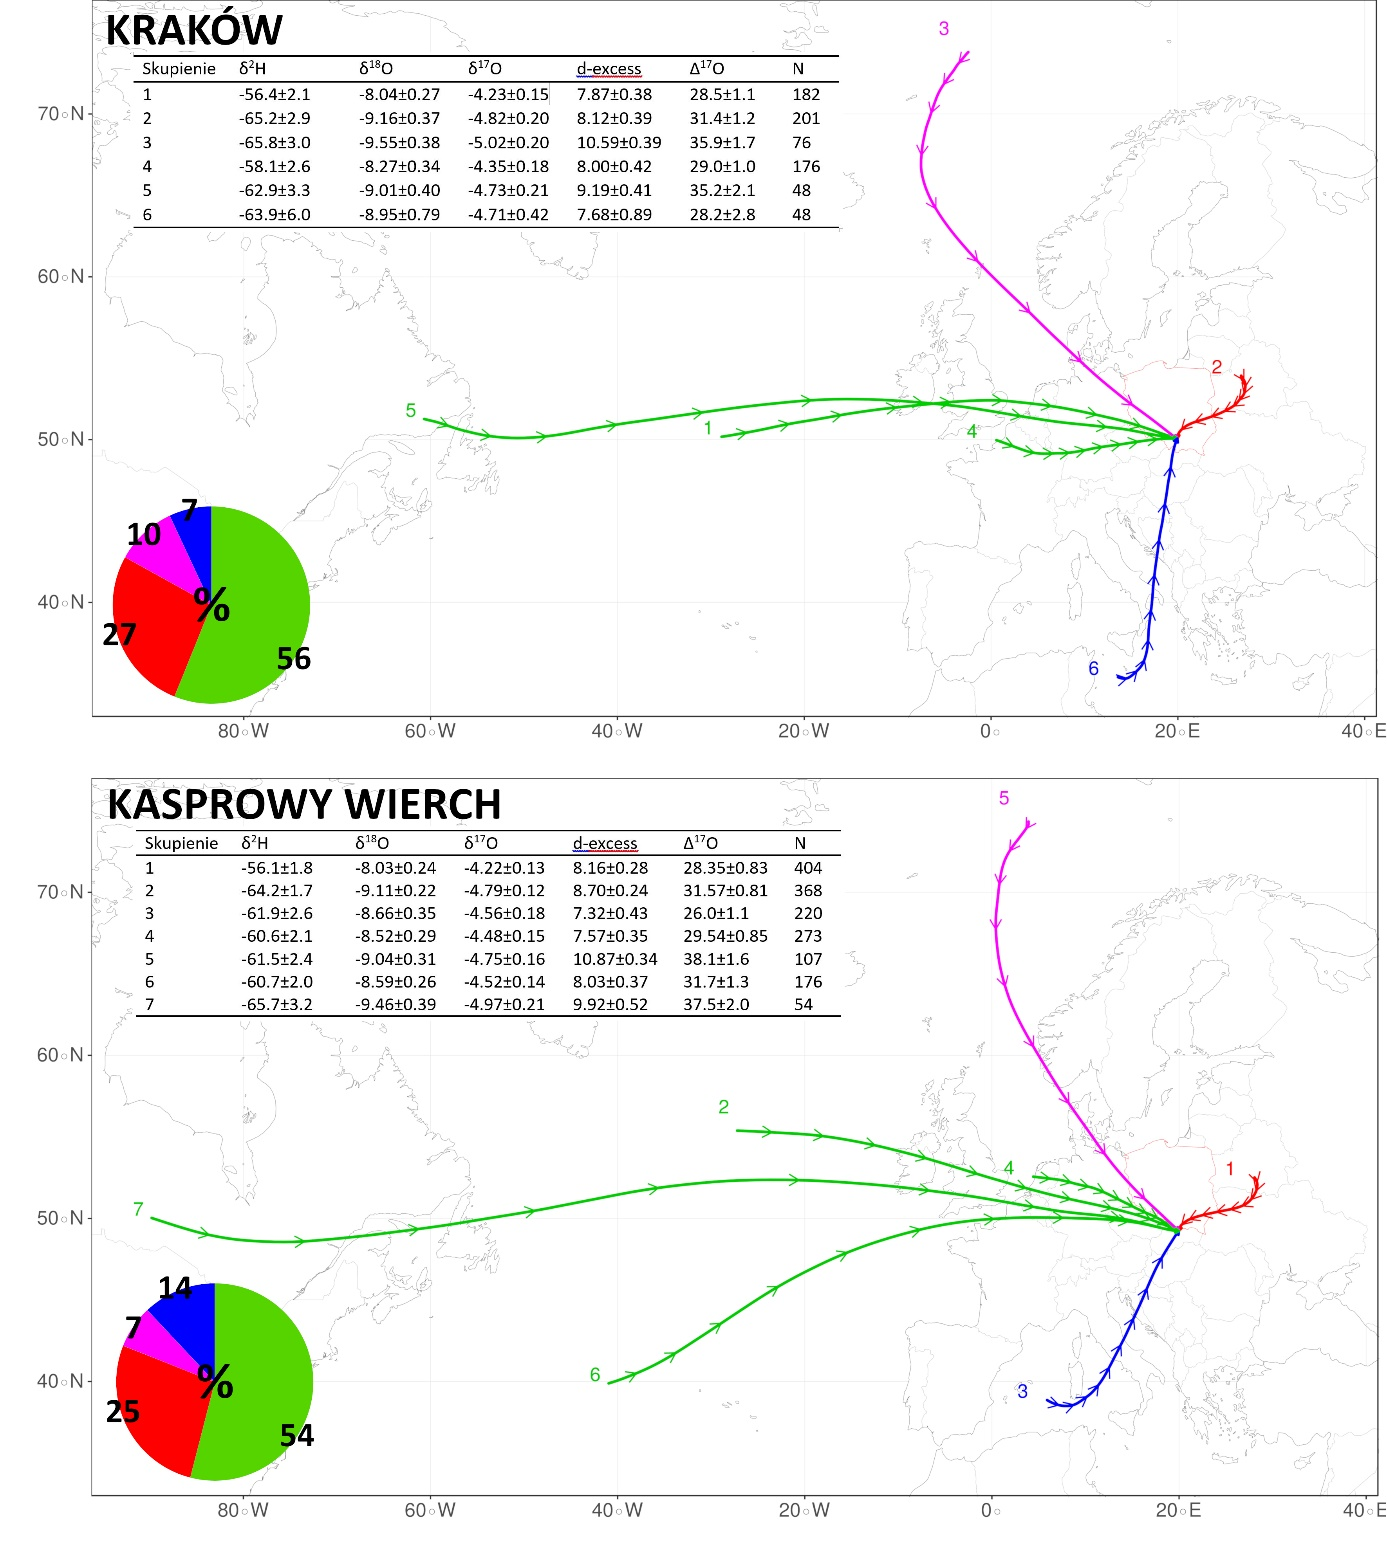 KRAKÓW
Skupienie δ²H δ¹⁸O δ¹⁷O d-excess Δ¹⁷O N
1 -56.4±2.1 -8.04±0.27 -4.23±0.15 7.87±0.38 28.5±1.1 182
2 -65.2±2.9 -9.16±0.37 -4.82±0.20 8.12±0.39 31.4±1.2 201
3 -65.8±3.0 -9.55±0.38 -5.02±0.20 10.59±0.39 35.9±1.7 76
4 -58.1±2.6 -8.27±0.34 -4.35±0.18 8.00±0.42 29.0±1.0 176
5 -62.9±3.3 -9.01±0.40 -4.73±0.21 9.19±0.41 35.2±2.1 48
6 -63.9±6.0 -8.95±0.79 -4.71±0.42 7.68±0.89 28.2±2.8 48
3
70°N
60°N
2
5
1
4
50°N
7
10
%
40°N
27
56
6
80°W 60°W 40°W 20°W 0° 20°E 40°E
KASPROWY WIERCH
Skupienie δ²H δ¹⁸O δ¹⁷O d-excess Δ¹⁷O N
1 -56.1±1.8 -8.03±0.24 -4.22±0.13 8.16±0.28 28.35±0.83 404
2 -64.2±1.7 -9.11±0.22 -4.79±0.12 8.70±0.24 31.57±0.81 368
3 -61.9±2.6 -8.66±0.35 -4.56±0.18 7.32±0.43 26.0±1.1 220
4 -60.6±2.1 -8.52±0.29 -4.48±0.15 7.57±0.35 29.54±0.85 273
5 -61.5±2.4 -9.04±0.31 -4.75±0.16 10.87±0.34 38.1±1.6 107
6 -60.7±2.0 -8.59±0.26 -4.52±0.14 8.03±0.37 31.7±1.3 176
7 -65.7±3.2 -9.46±0.39 -4.97±0.21 9.92±0.52 37.5±2.0 54
5
70°N
60°N
2
4
1
7
50°N
14
7
6
%
40°N
3
25
54
80°W 60°W 40°W 20°W 0° 20°E 40°E